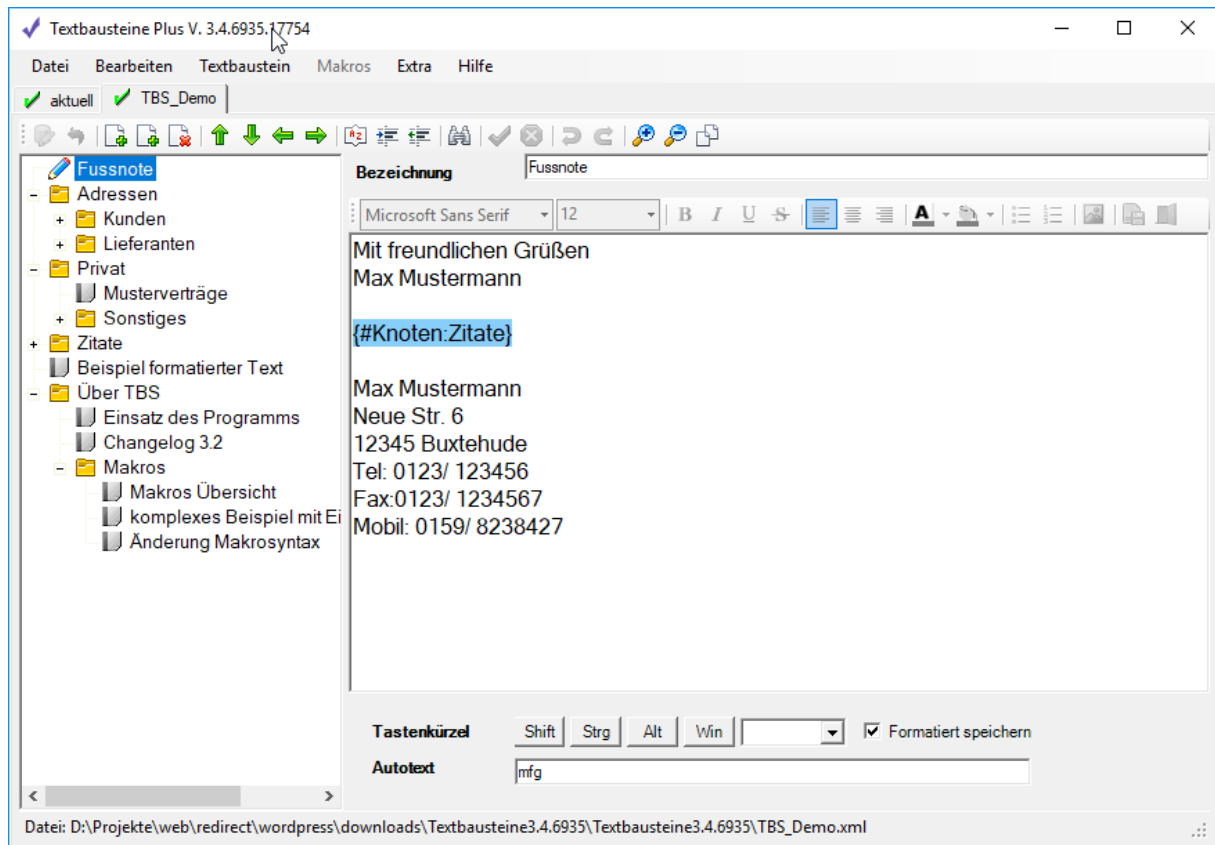 Textbausteine Plus V. 3.4.6935.17754
Datei Bearbeiten Textbaustein Makros Extra Hilfe
aktuell TBS_Demo
Fussnote
Adressen
Kunden
Lieferanten
Privat
Musterverträge
Sonstiges
Zitate
Beispiel formatierter Text
Über TBS
Einsatz des Programms
Changelog 3.2
Makros
Makros Übersicht
komplexes Beispiel mit Ei
Änderung Makrosyntax
Bezeichnung Fussnote
Microsoft Sans Serif 12 B I U S A
Mit freundlichen Grüßen
Max Mustermann
{#Knoten:Zitate}
Max Mustermann
Neue Str. 6
12345 Buxtehude
Tel: 0123/ 123456
Fax:0123/ 1234567
Mobil: 0159/ 8238427
Tastenkürzel Shift Strg Alt Win Formatiert speichern
Autotext mfg
Datei: D:\Projekte\web\redirect\wordpress\downloads\Textbausteine3.4.6935\Textbausteine3.4.6935\TBS_Demo.xml